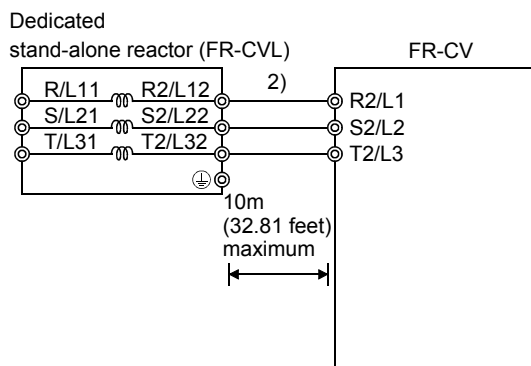 Dedicated
stand-alone reactor (FR-CVL)
FR-CV
R/L11 R2/L12
2)
R2/L1
S/L21 S2/L22
S2/L2
T/L31 T2/L32
T2/L3
10m
(32.81 feet)
maximum